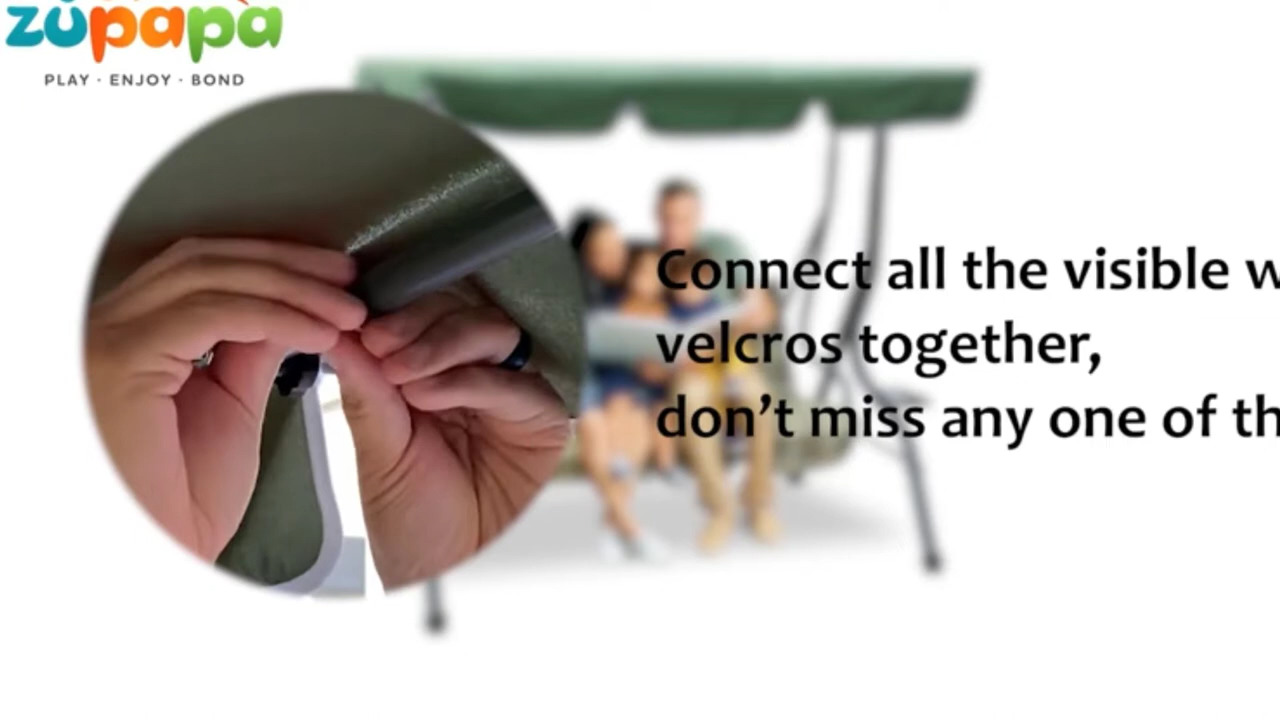 zupapa
PLAY · ENJOY · BOND
Connect all the visible
velcros together,
don't miss any one of